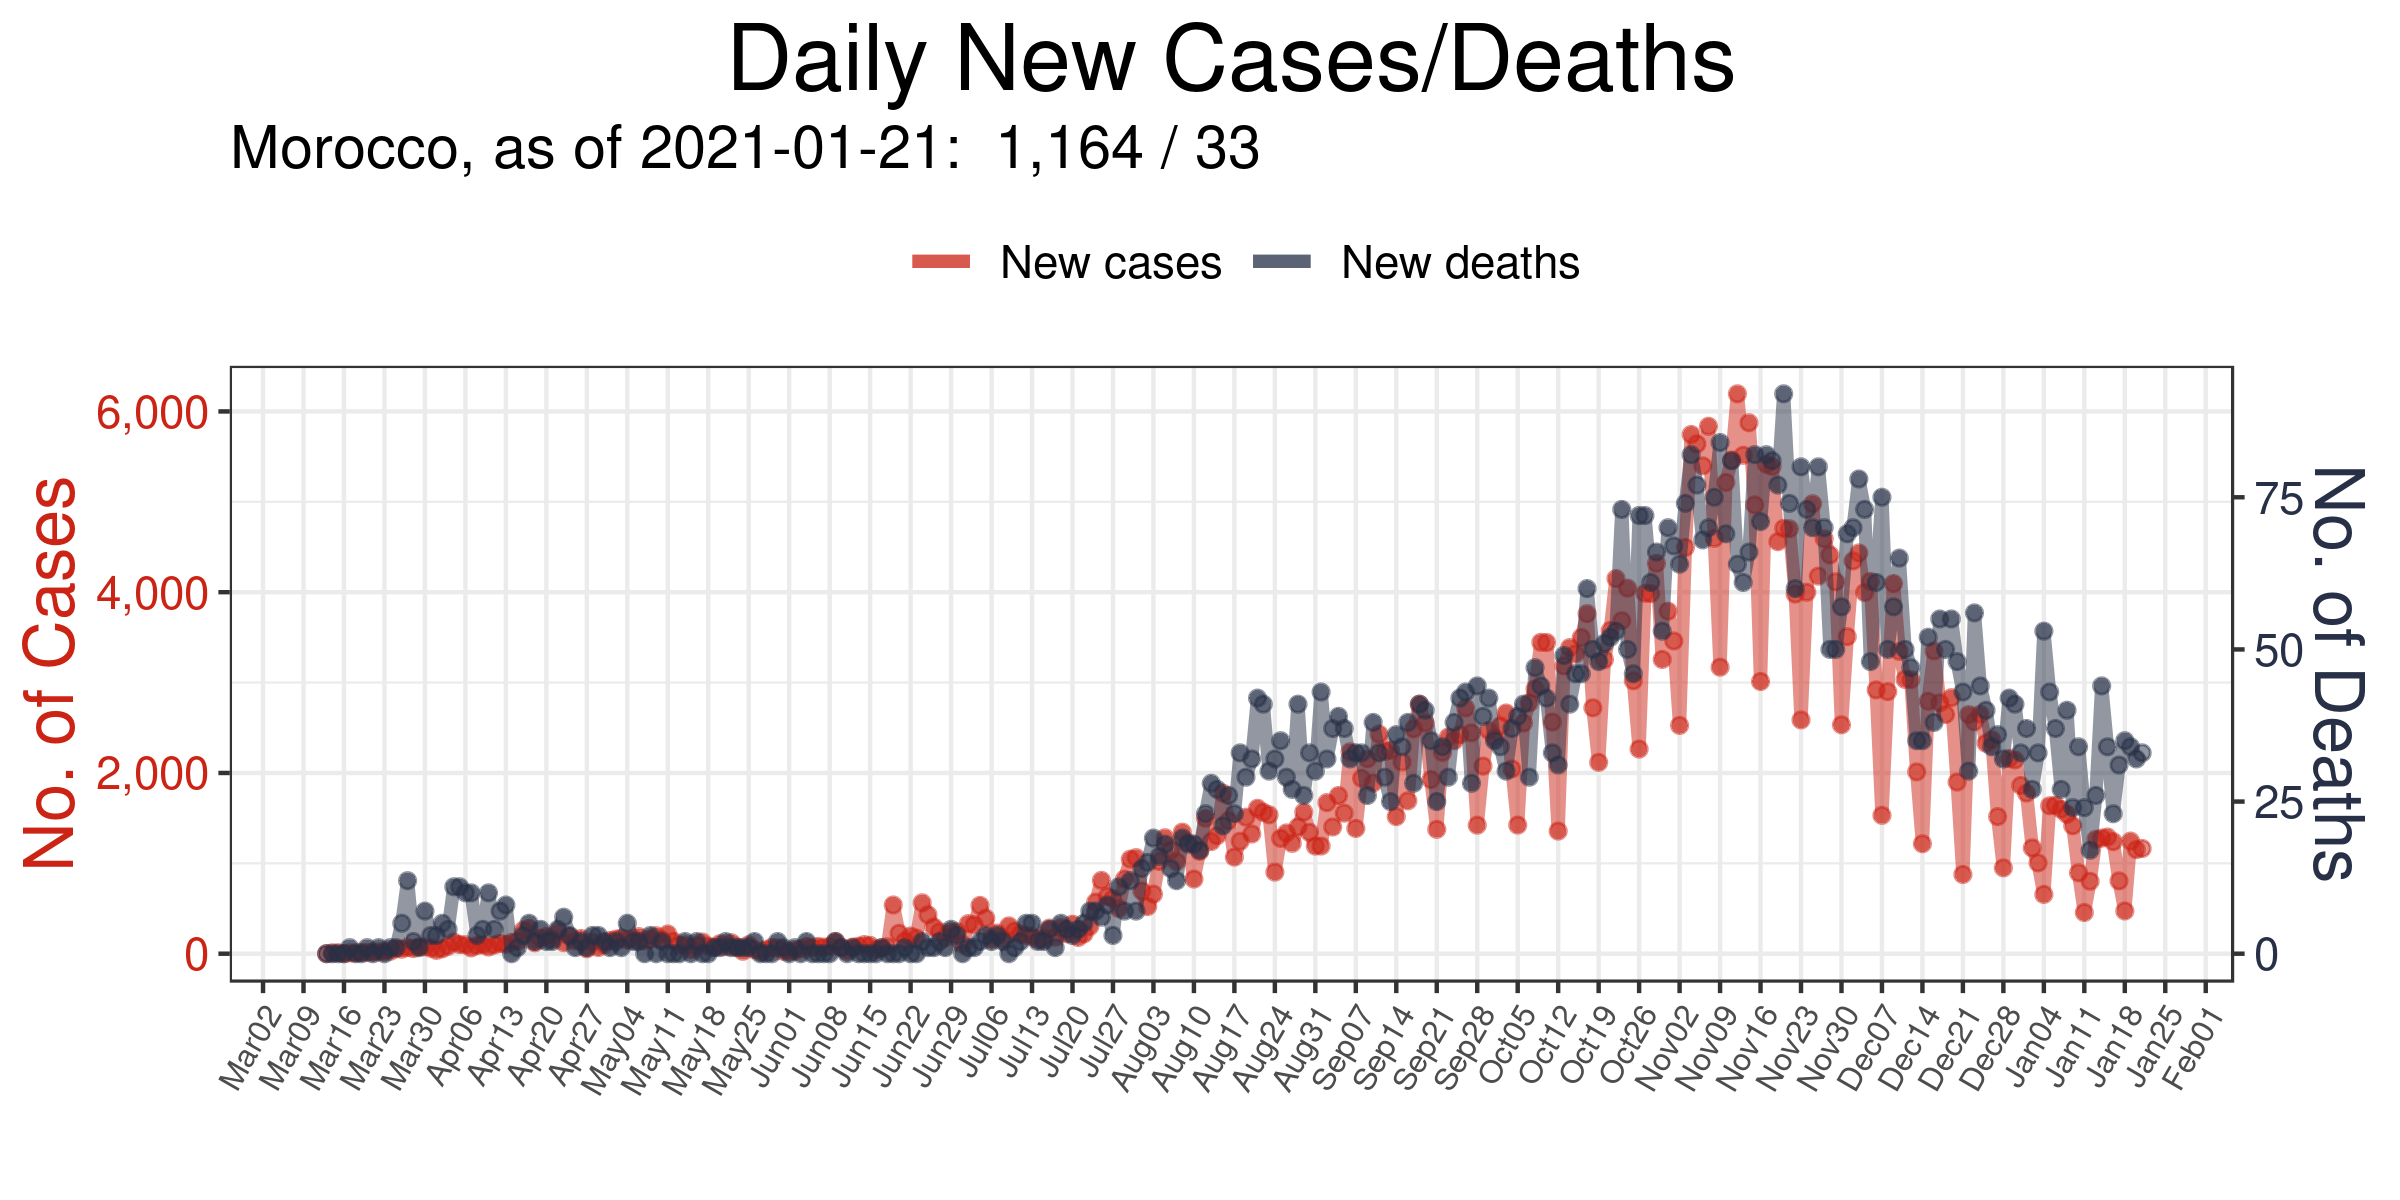 Daily New Cases/Deaths
Morocco, as of 2021-01-21:  1,164 / 33
New cases New deaths
No. of Cases
6,000
4,000
2,000
0
75
50
25
0
No. of Deaths
Mar02 Mar09 Mar16 Mar23 Mar30 Apr06 Apr13 Apr20 Apr27 May04 May11 May18 May25 Jun01 Jun08 Jun15 Jun22 Jun29 Jul06 Jul13 Jul20 Jul27 Aug03 Aug10 Aug17 Aug24 Aug31 Sep07 Sep14 Sep21 Sep28 Oct05 Oct12 Oct19 Oct26 Nov02 Nov09 Nov16 Nov23 Nov30 Dec07 Dec14 Dec21 Dec28 Jan04 Jan11 Jan18 Jan25 Feb01